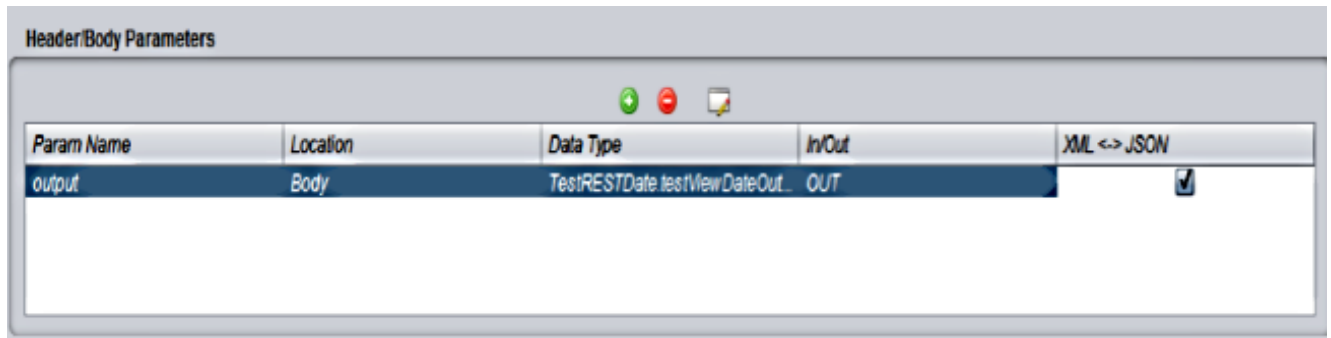 Header/Body Parameters
Param Name Location Data Type In/Out XML <-> JSON
output Body TestRESTDate.testViewDateOut... OUT